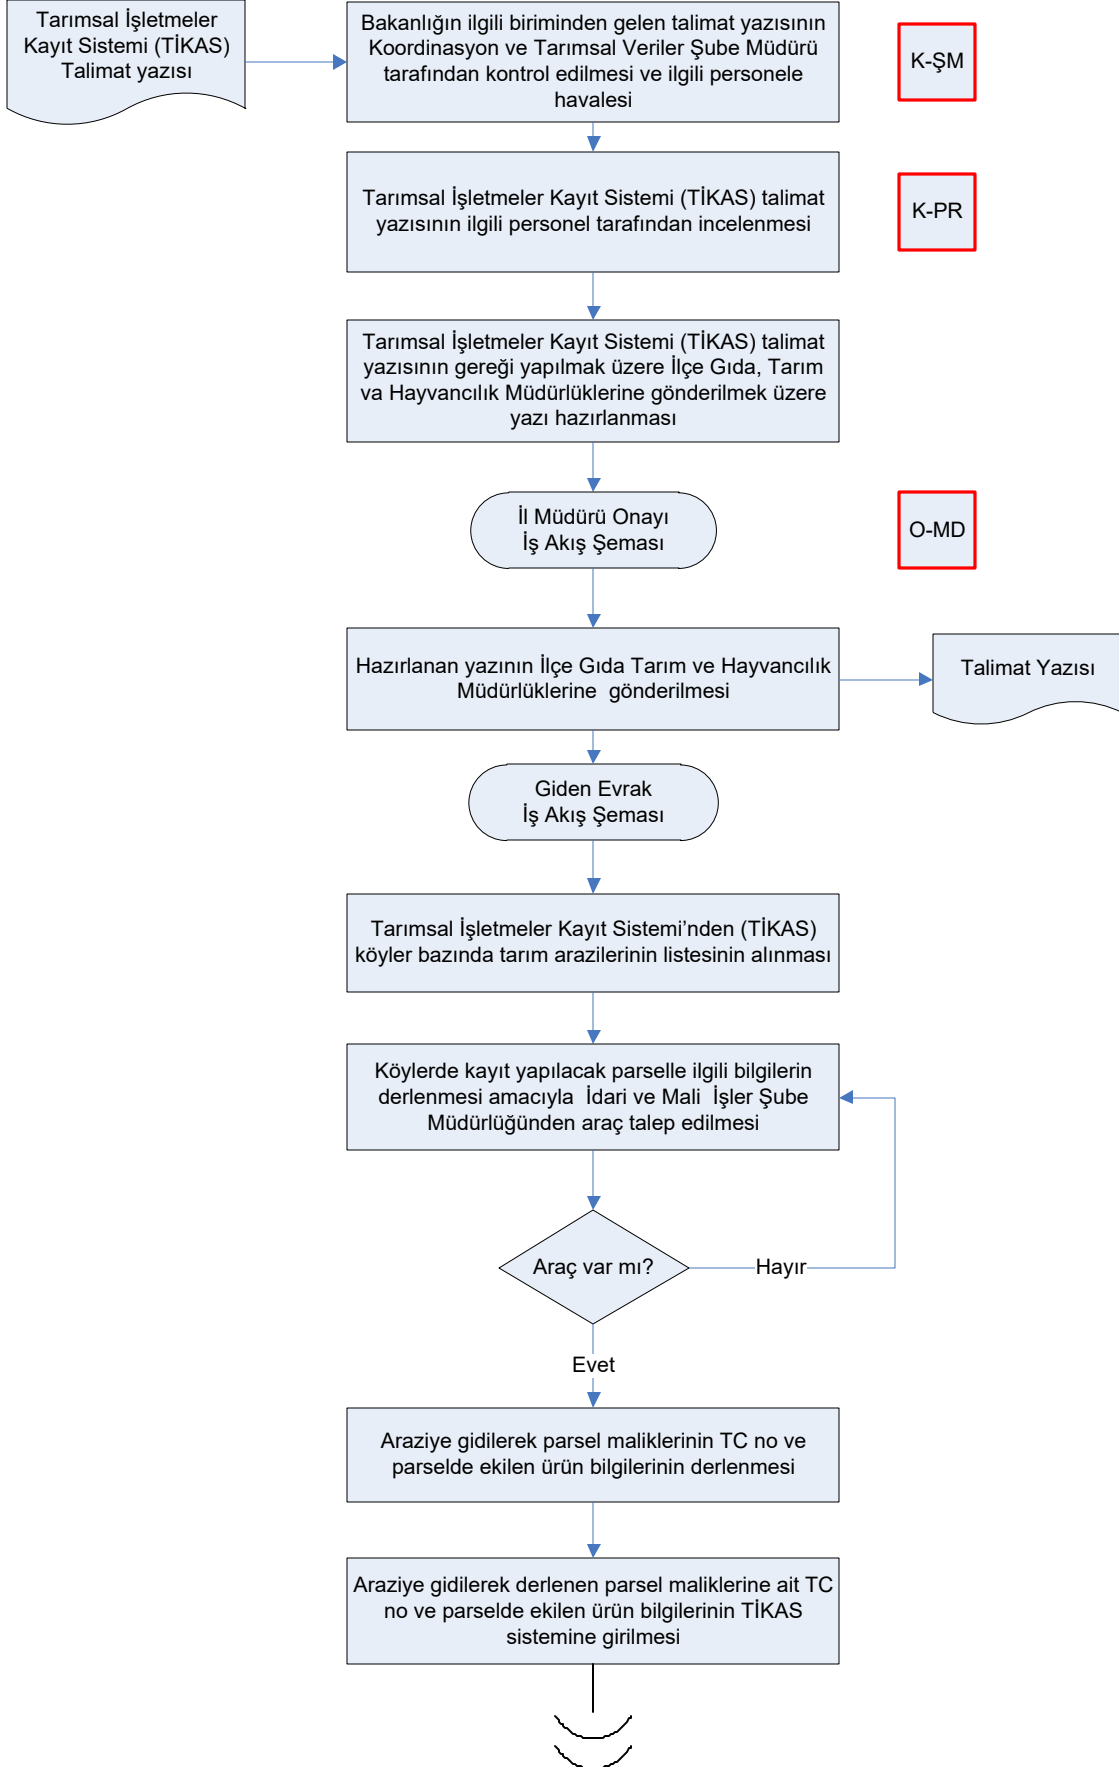 Tarımsal İşletmeler
Kayıt Sistemi (TİKAS)
Talimat yazısı
Bakanlığın ilgili biriminden gelen talimat yazısının
Koordinasyon ve Tarımsal Veriler Şube Müdürü
tarafından kontrol edilmesi ve ilgili personele
havalesi
K-ŞM
Tarımsal İşletmeler Kayıt Sistemi (TİKAS) talimat
yazısının ilgili personel tarafından incelenmesi
K-PR
Tarımsal İşletmeler Kayıt Sistemi (TİKAS) talimat
yazısının gereği yapılmak üzere İlçe Gıda, Tarım
va Hayvancılık Müdürlüklerine gönderilmek üzere
yazı hazırlanması
İl Müdürü Onayı
İş Akış Şeması
O-MD
Hazırlanan yazının İlçe Gıda Tarım ve Hayvancılık
Müdürlüklerine gönderilmesi
Talimat Yazısı
Giden Evrak
İş Akış Şeması
Tarımsal İşletmeler Kayıt Sistemi’nden (TİKAS)
köyler bazında tarım arazilerinin listesinin alınması
Köylerde kayıt yapılacak parselle ilgili bilgilerin
derlenmesi amacıyla İdari ve Mali İşler Şube
Müdürlüğünden araç talep edilmesi
Araç var mı?
Hayır
Evet
Araziye gidilerek parsel maliklerinin TC no ve
parselde ekilen ürün bilgilerinin derlenmesi
Araziye gidilerek derlenen parsel maliklerine ait TC
no ve parselde ekilen ürün bilgilerinin TİKAS
sistemine girilmesi